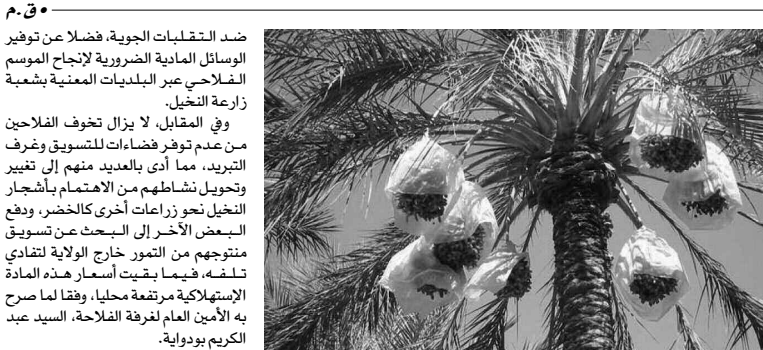 ق.م
ضد التقلبات الجوية، فضلا عن توفير
الوسائل المادية الضرورية لإنجاح الموسم
الفلاحي عبر البلديات المعنية بشعبة
زارعة النخيل.
وفي المقابل، لا يزال تخوف الفلاحين
من عدم توفر فضاءات للتسويق وغرف
التبريد، مما أدى بالعديد منهم إلى تغيير
وتحويل نشاطهم من الاهتمام بأشجار
النخيل نحو زراعات أخرى كالخضر، ودفع
البعض الآخر إلى البحث عن تسويق
منتوجهم من التمور خارج الولاية لتفادي
تلفه، فيما بقيت أسعار هذه المادة
الإستهلاكية مرتفعة محليا، وفقا لما صرح
به الأمين العام لغرفة الفلاحة، السيد عبد
الكريم بودواية.